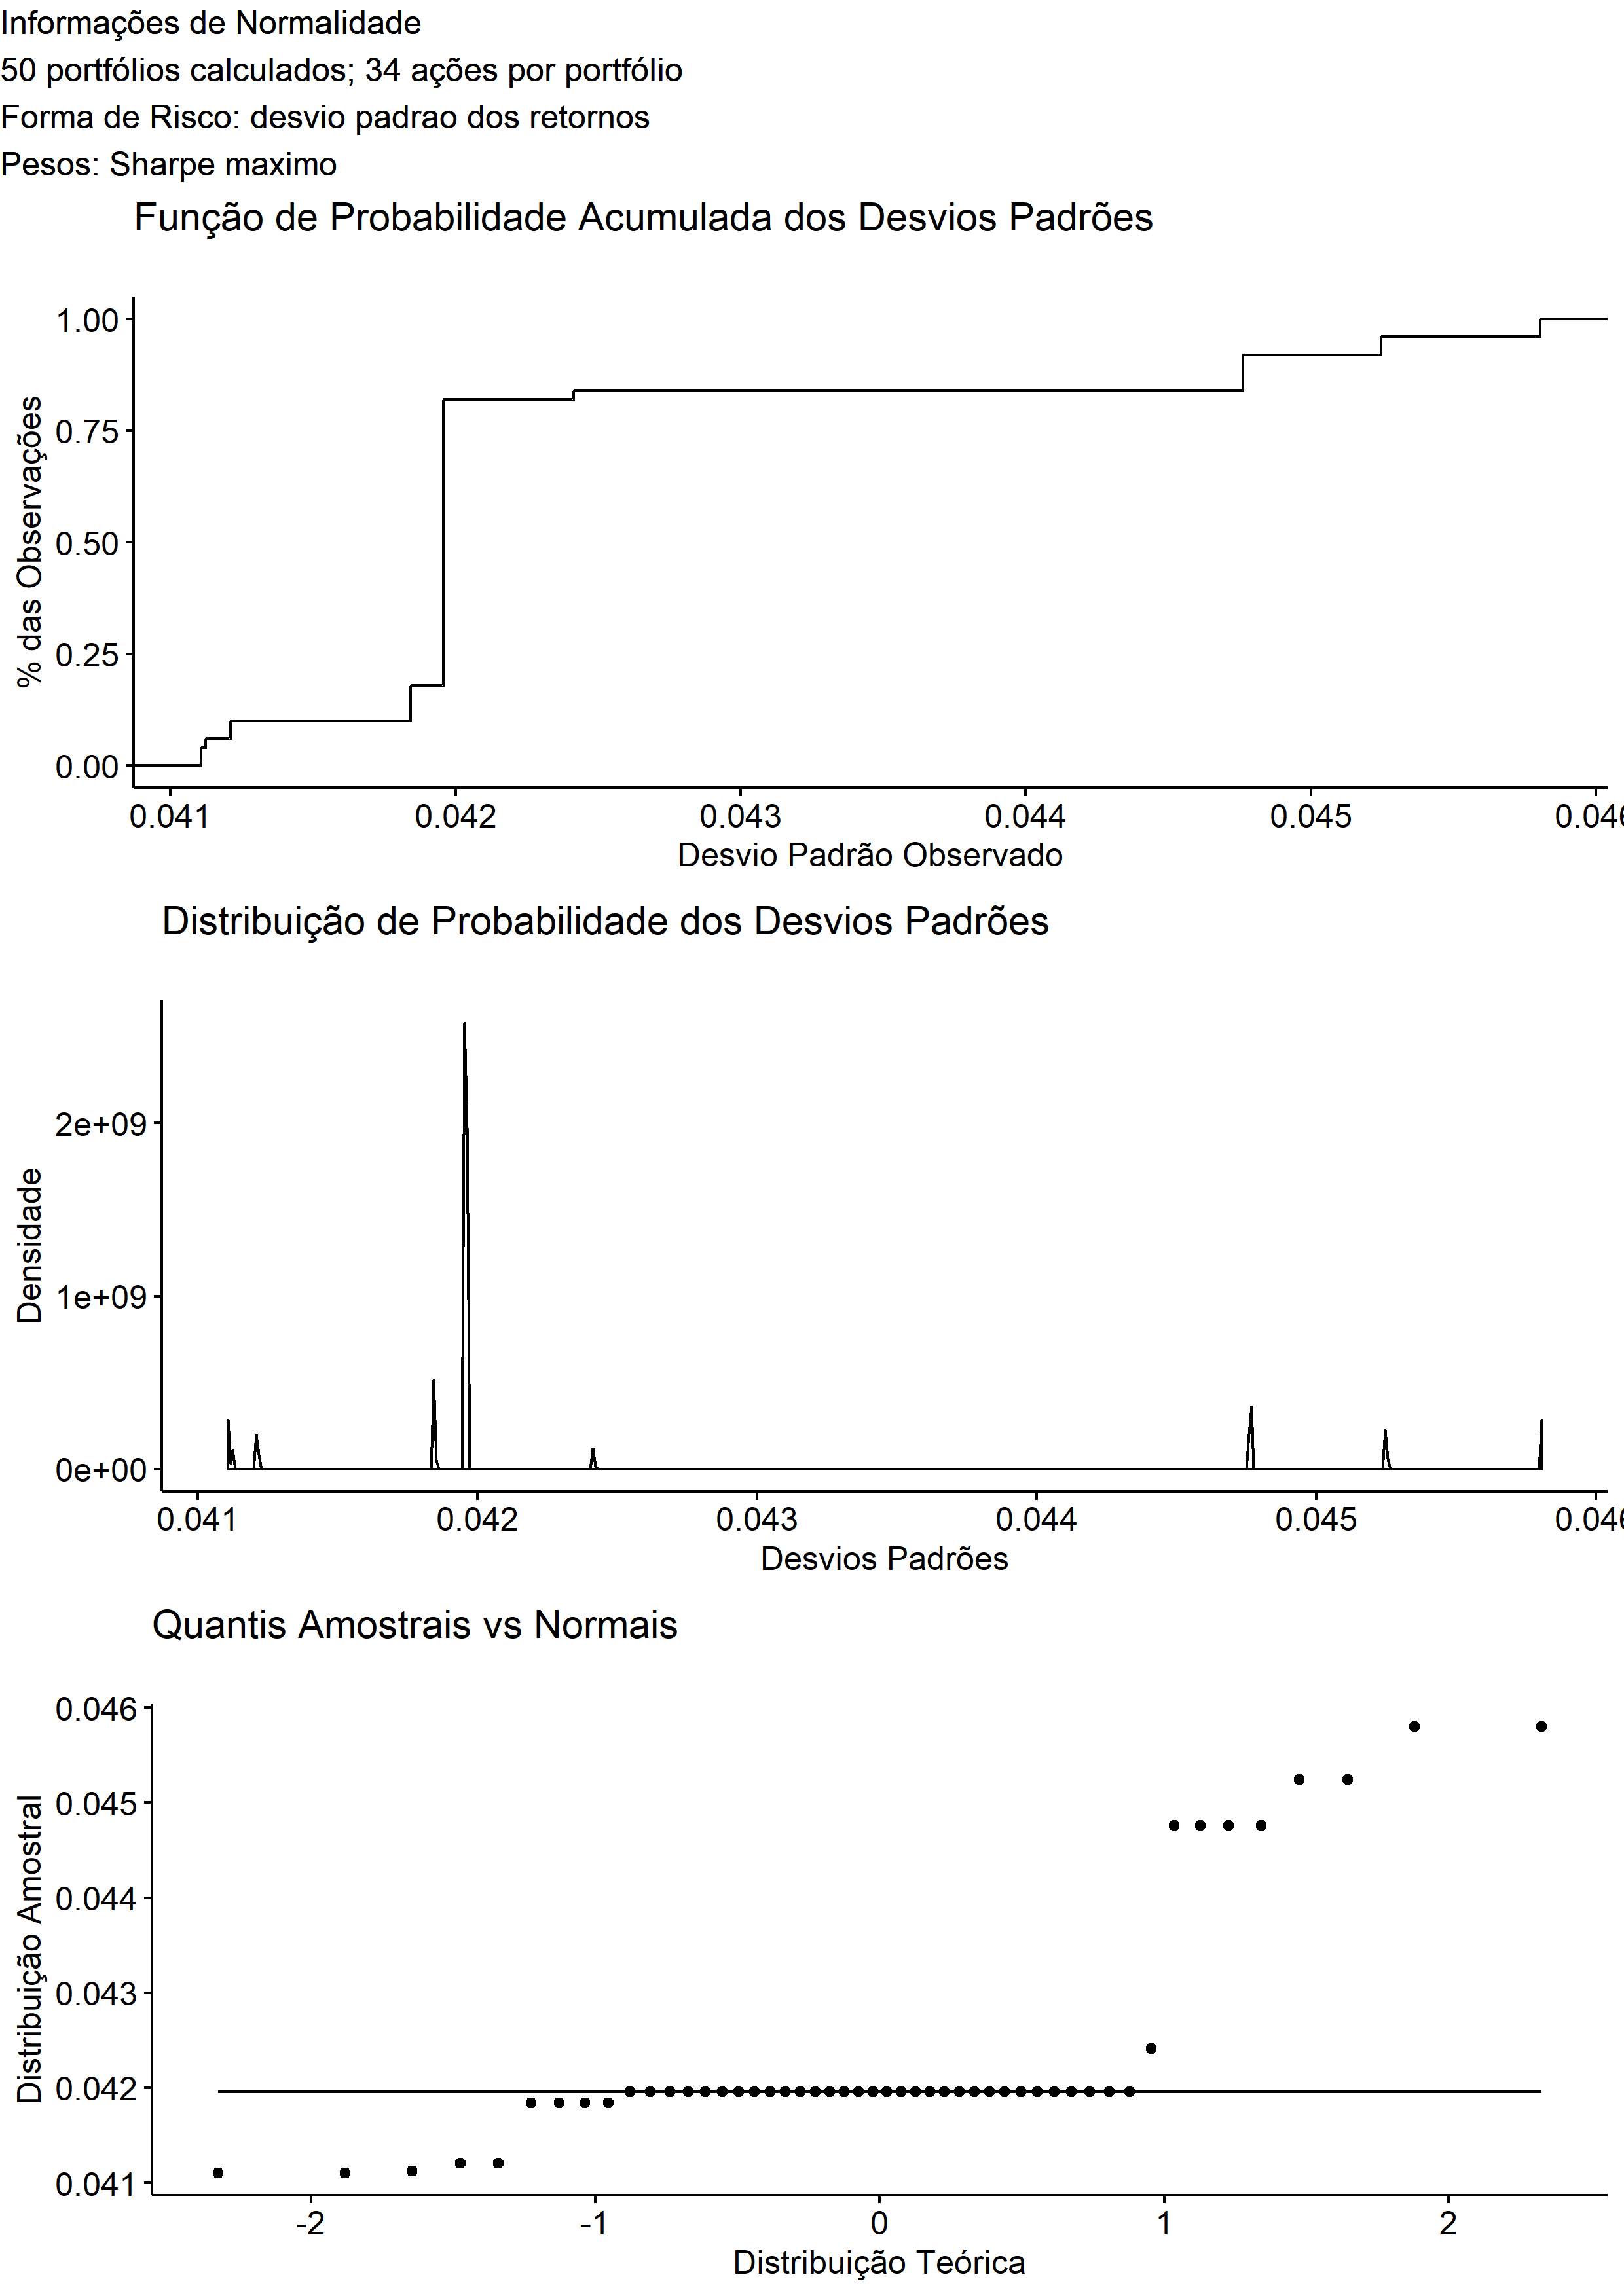 Informações de Normalidade
50 portfólios calculados; 34 ações por portfólio
Forma de Risco: desvio padrao dos retornos
Pesos: Sharpe maximo
Função de Probabilidade Acumulada dos Desvios Padrões
% das Observações
1.00
0.75
0.50
0.25
0.00
0.041 0.042 0.043 0.044 0.045 0.046
Desvio Padrão Observado
Distribuição de Probabilidade dos Desvios Padrões
Densidade
2e+09
1e+09
0e+00
0.041 0.042 0.043 0.044 0.045 0.046
Desvios Padrões
Quantis Amostrais vs Normais
Distribuição Amostral
0.046
0.045
0.044
0.043
0.042
0.041
-2 -1 0 1 2
Distribuição Teórica